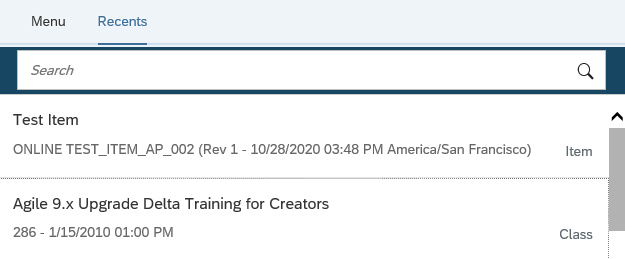 Menu Recents
Search
Test Item
ONLINE TEST_ITEM_AP_002 (Rev 1 - 10/28/2020 03:48 PM America/San Francisco) Item
Agile 9.x Upgrade Delta Training for Creators
286 - 1/15/2010 01:00 PM Class